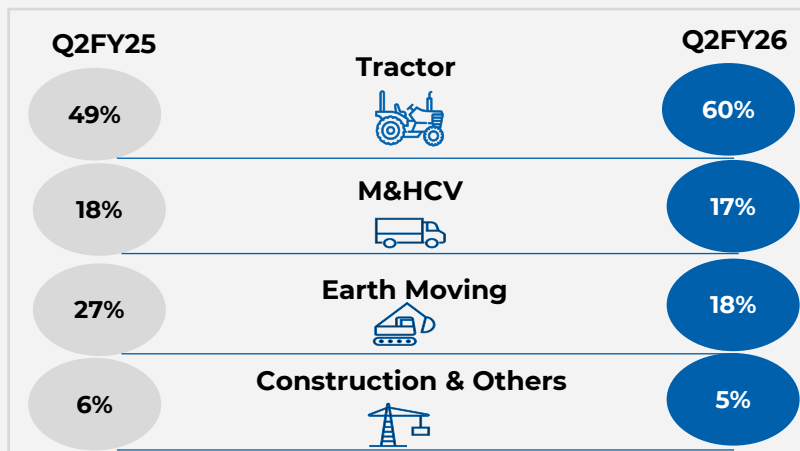 Q2FY25
Q2FY26
Tractor
49%
60%
M&HCV
18%
17%
Earth Moving
27%
18%
Construction & Others
6%
5%